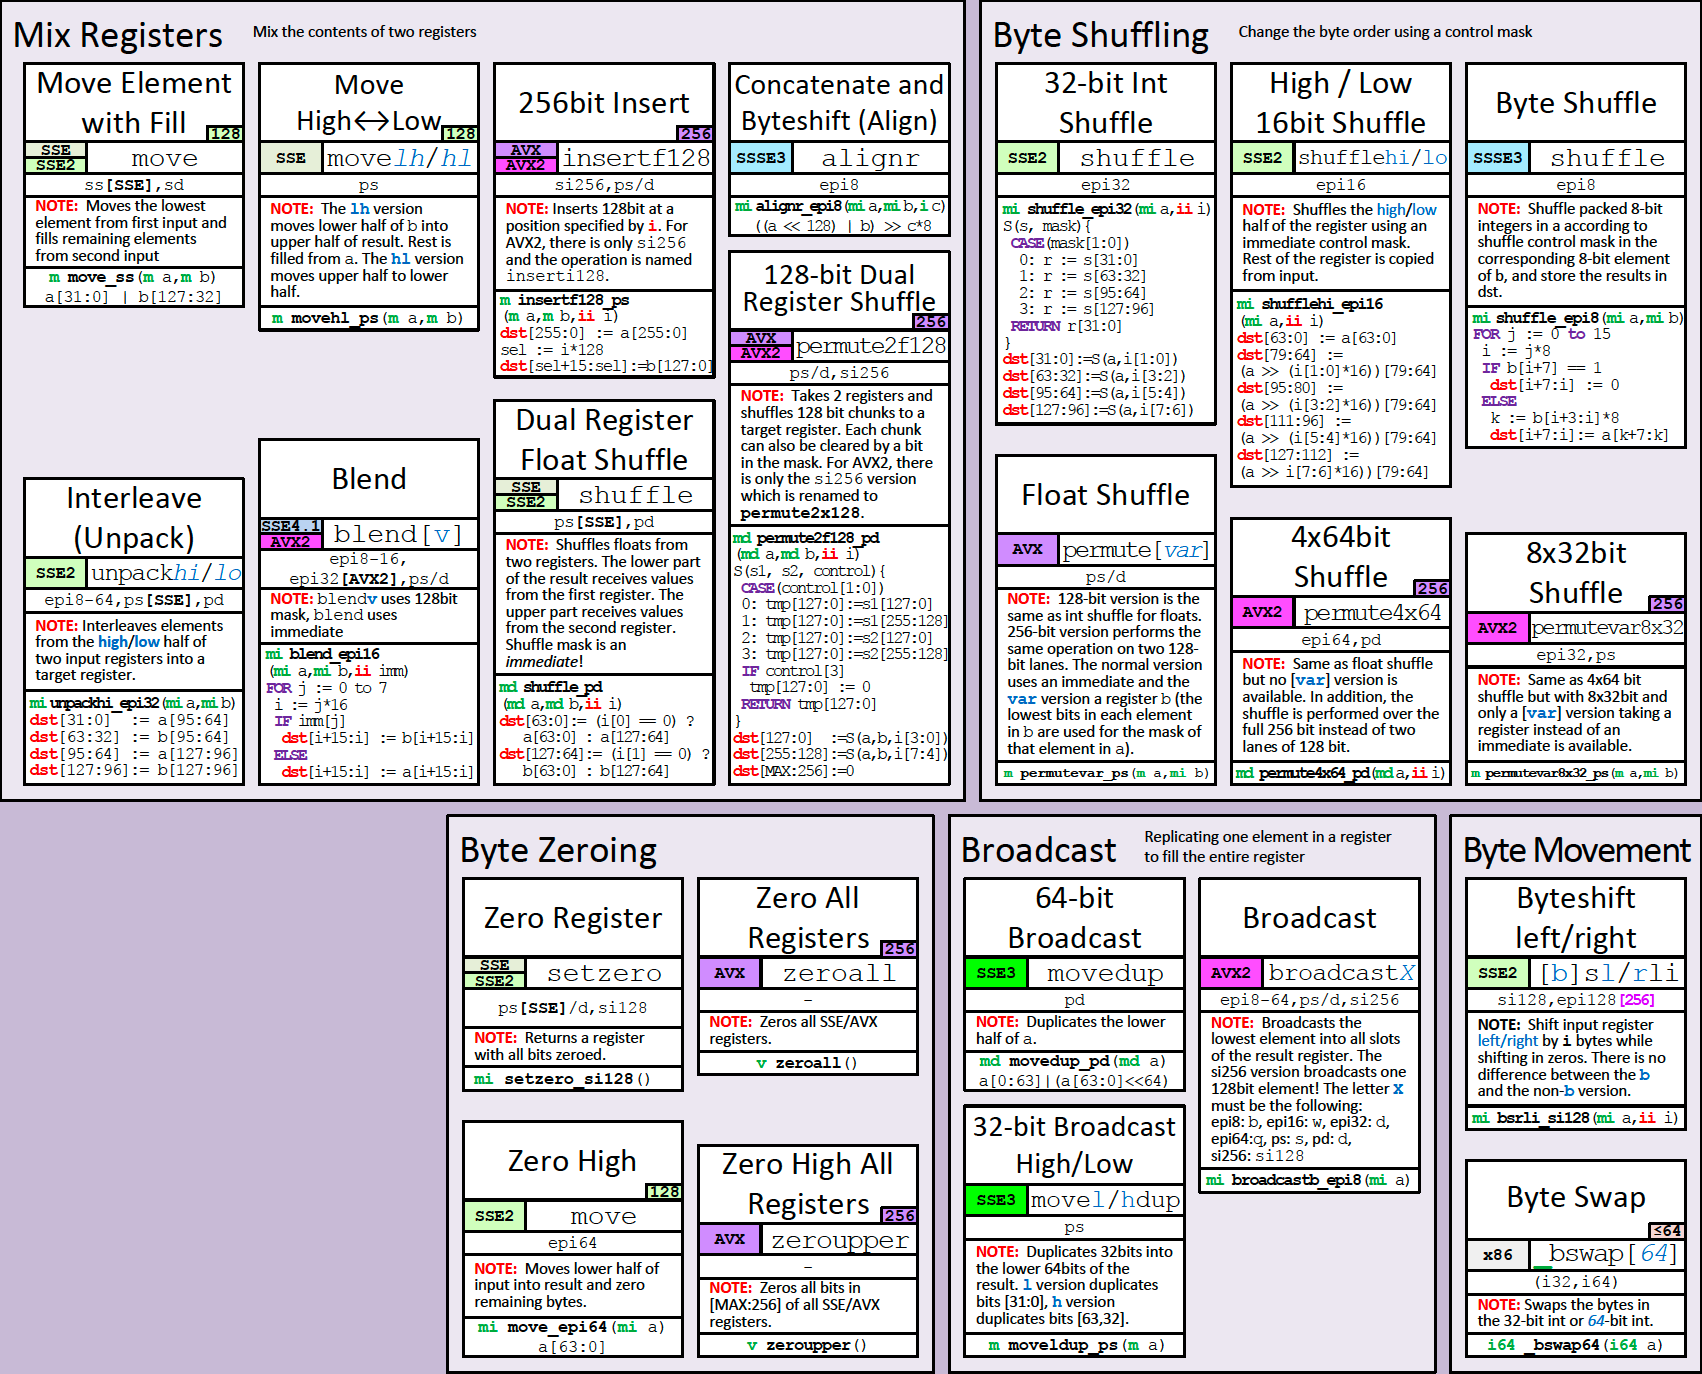 Mix Registers
Mix the contents of two registers
Move Element
with Fill
128
SSE
SSE2
move
ss[SSE],sd
NOTE: Moves the lowest
element from first input and
fills remaining elements
from second input
m move_ss(m a,m b)
a[31:0] | b[127:32]
Move
High↔Low
128
SSE
movelh/hl
ps
NOTE: The lh version
moves lower half of b into
upper half of result. Rest is
filled from a. The hl version
moves upper half to lower
half.
m movehl_ps(m a,m b)
256bit Insert
256
AVX
AVX2
insertf128
si256,ps/d
NOTE: Inserts 128bit at a
position specified by i. For
AVX2, there is only si256
and the operation is named
inserti128.
m insertf128_ps
(m a,m b,ii i)
dst[255:0] := a[255:0]
sel := i*128
dst[sel+15:sel]:=b[127:0]
Concatenate and
Byteshift (Align)
SSSE3
alignr
epi8
mi alignr_epi8(mi a,mi b,i c)
((a << 128) | b) >> c*8
128-bit Dual
Register Shuffle
256
AVX
AVX2
permute2f128
ps/d,si256
NOTE: Takes 2 registers and
shuffles 128 bit chunks to a
target register. Each chunk
can also be cleared by a bit
in the mask. For AVX2, there
is only the si256 version
which is renamed to
permute2x128.
md permute2f128_pd
(md a,md b,ii i)
S(s1, s2, control){
CASE(control[1:0])
0: tmp[127:0]:=s1[127:0]
1: tmp[127:0]:=s1[255:128]
2: tmp[127:0]:=s2[127:0]
3: tmp[127:0]:=s2[255:128]
IF control[3]
tmp[127:0] := 0
RETURN tmp[127:0]
}
dst[127:0] :=S(a,b,i[3:0])
dst[255:128]:=S(a,b,i[7:4])
dst[MAX:256]:=0
Interleave
(Unpack)
SSE2
unpackhi/lo
epi8-64,ps[SSE],pd
NOTE: Interleaves elements
from the high/low half of
two input registers into a
target register.
mi unpackhi_epi32(mi a,mi b)
dst[31:0] := a[95:64]
dst[63:32] := b[95:64]
dst[95:64] := a[127:96]
dst[127:96]:= b[127:96]
Blend
SSE4.1
AVX2
blend[v]
epi8-16,
epi32[AVX2],ps/d
NOTE: blendv uses 128bit
mask, blend uses
immediate
mi blend_epi16
(mi a,mi b,ii imm)
FOR j := 0 to 7
i := j*16
IF imm[j]
dst[i+15:i] := b[i+15:i]
ELSE
dst[i+15:i] := a[i+15:i]
Dual Register
Float Shuffle
SSE
SSE2
shuffle
ps[SSE],pd
NOTE: Shuffles floats from
two registers. The lower part
of the result receives values
from the first register. The
upper part receives values
from the second register.
Shuffle mask is an
immediate!
md shuffle_pd
(md a,md b,ii i)
dst[63:0]:= (i[0] == 0) ?
a[63:0] : a[127:64]
dst[127:64]:= (i[1] == 0) ?
b[63:0] : b[127:64]
Byte Shuffling
Change the byte order using a control mask
32-bit Int
Shuffle
SSE2
shuffle
epi32
mi shuffle_epi32(mi a,ii i)
S(s, mask){
CASE(mask[1:0])
0: r := s[31:0]
1: r := s[63:32]
2: r := s[95:64]
3: r := s[127:96]
RETURN r[31:0]
}
dst[31:0]:=S(a,i[1:0])
dst[63:32]:=S(a,i[3:2])
dst[95:64]:=S(a,i[5:4])
dst[127:96]:=S(a,i[7:6])
High / Low
16bit Shuffle
SSE2
shufflehi/lo
epi16
NOTE: Shuffles the high/low
half of the register using an
immediate control mask.
Rest of the register is copied
from input.
mi shufflehi_epi16
(mi a,ii i)
dst[63:0] := a[63:0]
dst[79:64] :=
(a >> (i[1:0]*16))[79:64]
dst[95:80] :=
(a >> (i[3:2]*16))[79:64]
dst[111:96] :=
(a >> (i[5:4]*16))[79:64]
dst[127:112] :=
(a >> i[7:6]*16))[79:64]
Byte Shuffle
SSSE3
shuffle
epi8
NOTE: Shuffle packed 8-bit
integers in a according to
shuffle control mask in the
corresponding 8-bit element
of b, and store the results in
dst.
mi shuffle_epi8(mi a,mi b)
FOR j := 0 to 15
i := j*8
IF b[i+7] == 1
dst[i+7:i] := 0
ELSE
k := b[i+3:i]*8
dst[i+7:i]:= a[k+7:k]
Float Shuffle
AVX
permute[var]
ps/d
NOTE: 128-bit version is the
same as int shuffle for floats.
256-bit version performs the
same operation on two 128-
bit lanes. The normal version
uses an immediate and the
var version a register b (the
lowest bits in each element
in b are used for the mask of
that element in a).
m permutevar_ps(m a,mi b)
4x64bit
Shuffle
256
AVX2
permute4x64
epi64,pd
NOTE: Same as float shuffle
but no [var] version is
available. In addition, the
shuffle is performed over the
full 256 bit instead of two
lanes of 128 bit.
md permute4x64_pd(md a,ii i)
8x32bit
Shuffle
256
AVX2
permutevar8x32
epi32,ps
NOTE: Same as 4x64 bit
shuffle but with 8x32bit and
only a [var] version taking a
register instead of an
immediate is available.
m permutevar8x32_ps(m a,mi b)
Byte Zeroing
Zero Register
SSE
SSE2
setzero
ps[SSE]/d,si128
NOTE: Returns a register
with all bits zeroed.
mi setzero_si128()
Zero All
Registers
256
AVX
zeroall
-
NOTE: Zeros all SSE/AVX
registers.
v zeroall()
Zero High
128
SSE2
move
epi64
NOTE: Moves lower half of
input into result and zero
remaining bytes.
mi move_epi64(mi a)
a[63:0]
Zero High All
Registers
256
AVX
zeroupper
-
NOTE: Zeros all bits in
[MAX:256] of all SSE/AVX
registers.
v zeroupper()
Broadcast
Replicating one element in a register
to fill the entire register
64-bit
Broadcast
SSE3
movedup
pd
NOTE: Duplicates the lower
half of a.
md movedup_pd(md a)
a[0:63]|(a[63:0]<<64)
32-bit Broadcast
High/Low
SSE3
movel/hdup
ps
NOTE: Duplicates 32bits into
the lower 64bits of the
result. l version duplicates
bits [31:0], h version
duplicates bits [63,32].
m moveldup_ps(m a)
Broadcast
AVX2
broadcastX
epi8-64,ps/d,si256
NOTE: Broadcasts the
lowest element into all slots
of the result register. The
si256 version broadcasts one
128bit element! The letter X
must be the following:
epi8: b, epi16: w, epi32: d,
epi64:q, ps: s, pd: d,
si256: si128
mi broadcastb_epi8(mi a)
Byte Movement
Byteshift
left/right
SSE2
[b]sl/rli
si128,epi128[256]
NOTE: Shift input register
left/right by i bytes while
shifting in zeros. There is no
difference between the b
and the non-b version.
mi bsrli_si128(mi a,ii i)
Byte Swap
≤64
x86
_bswap[64]
(i32,i64)
NOTE: Swaps the bytes in
the 32-bit int or 64-bit int.
i64 _bswap64(i64 a)